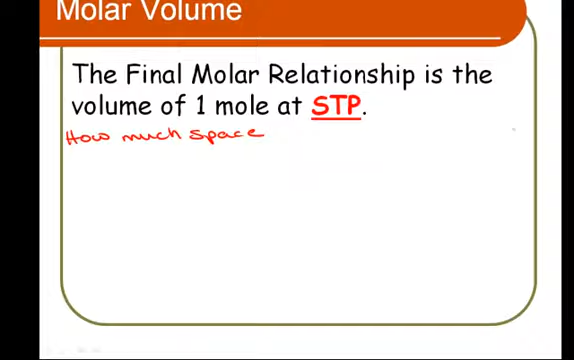 Molar Volume
The Final Molar Relationship is the
volume of 1 mole at STP.
How much space